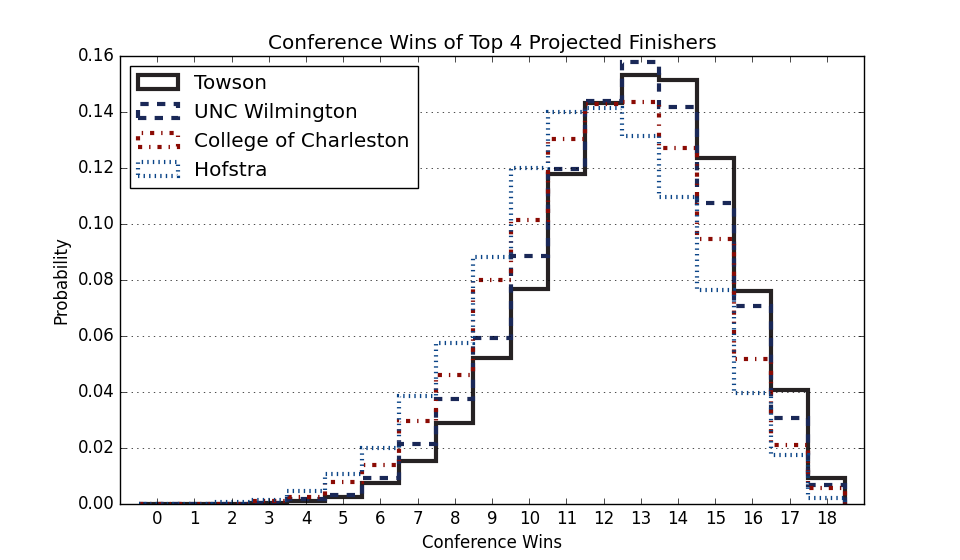 Conference Wins of Top 4 Projected Finishers
0.16
0.14
0.12
0.10
0.08
0.06
0.04
0.02
0.00
Probability
Towson
UNC Wilmington
College of Charleston
Hofstra
0 1 2 3 4 5 6 7 8 9 10 11 12 13 14 15 16 17 18
Conference Wins